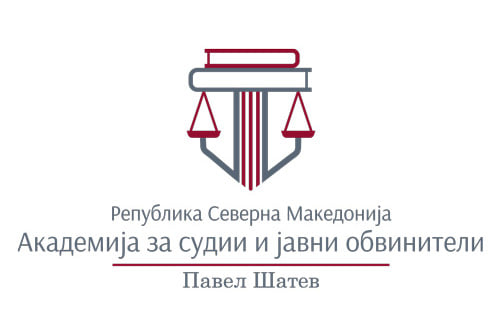 Република Северна Македонија
Академија за судии и јавни обвинители
Павел Шатев